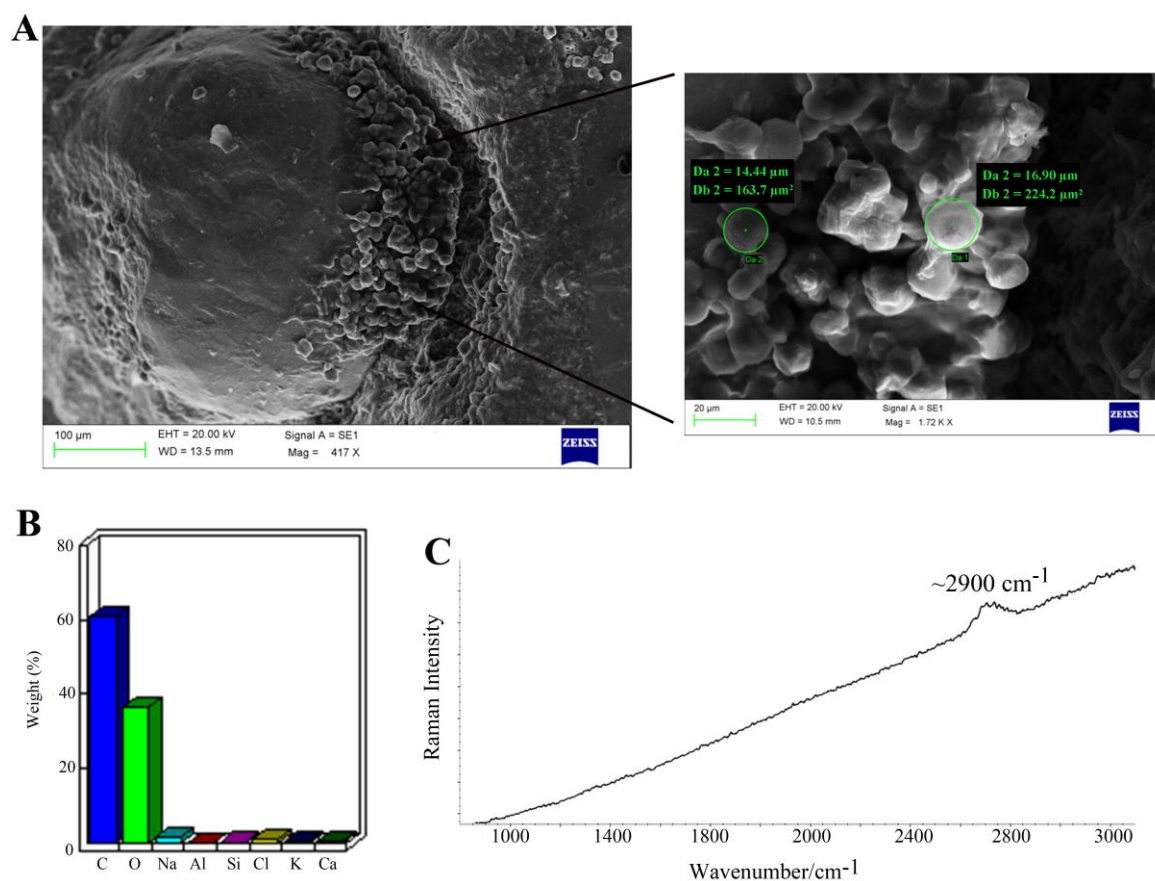 A
Da 2 = 14.44 µm
Db 2 = 163.7 µm²
Da 2 = 16.90 µm
Db 2 = 224.2 µm²
Da 2
Da 1
100 µm
EHT = 20.00 kV
WD = 13.5 mm
Signal A = SE1
Mag = 417 X
ZEISS
20 µm
EHT = 20.00 kV
WD = 10.5 mm
Signal A = SE1
Mag = 1.72 K X
ZEISS
B
80
60
40
20
0
Weight (%)
C O Na Al Si Cl K Ca
C
~2900 cm⁻¹
Raman Intensity
1000 1400 1800 2000 2400 2800 3000
Wavenumber/cm⁻¹